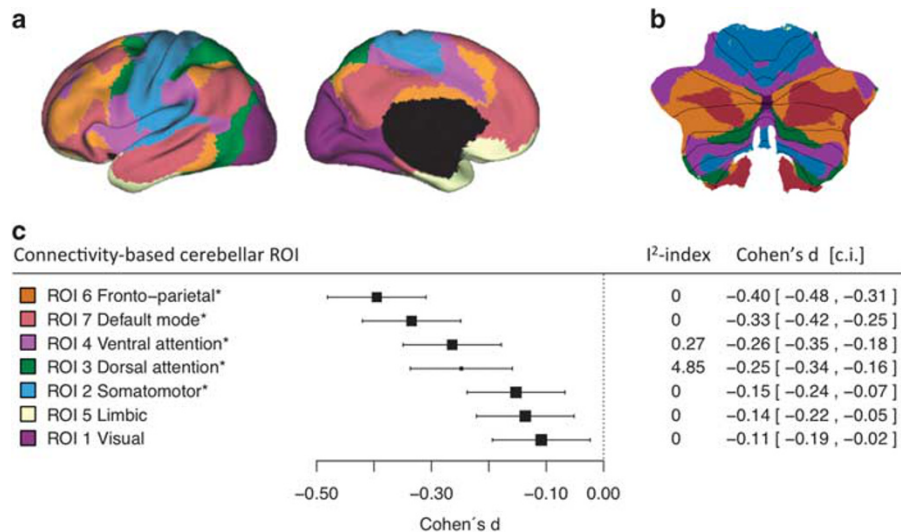 a
b
c
Connectivity-based cerebellar ROI I²-index Cohen's d [c.i.]
ROI 6 Fronto–parietal* 0 −0.40 [ −0.48 , −0.31]
ROI 7 Default mode* 0 −0.33 [ −0.42 , −0.25]
ROI 4 Ventral attention* 0.27 −0.26 [ −0.35 , −0.18]
ROI 3 Dorsal attention* 4.85 −0.25 [ −0.34 , −0.16]
ROI 2 Somatomotor* 0 −0.15 [ −0.24 , −0.07]
ROI 5 Limbic 0 −0.14 [ −0.22 , −0.05]
ROI 1 Visual 0 −0.11 [ −0.19 , −0.02]
−0.50 −0.30 −0.10 0.00
Cohen´s d